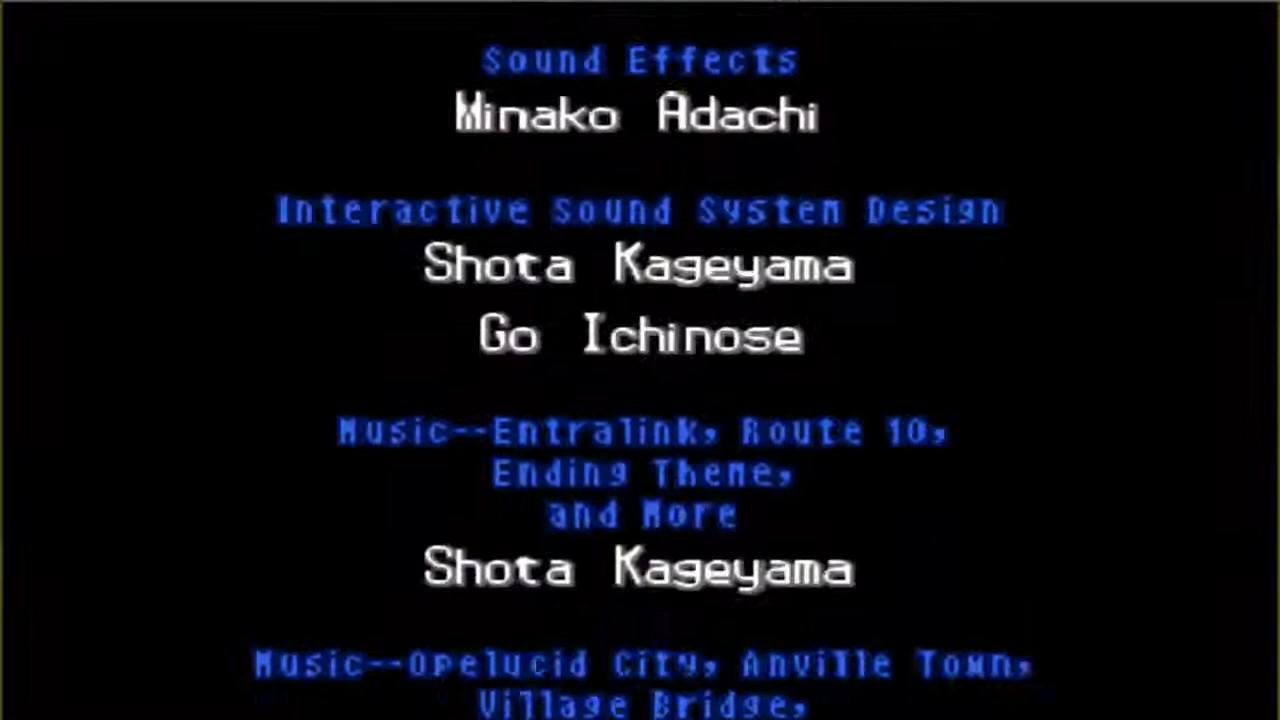 Sound Effects
Minako Adachi
Interactive Sound System Design
Shota Kageyama
Go Ichinose
Music--Entralink, Route 10,
Ending Theme,
and More
Shota Kageyama
Music--Opelucid City, Anville Town,
Village Bridge,